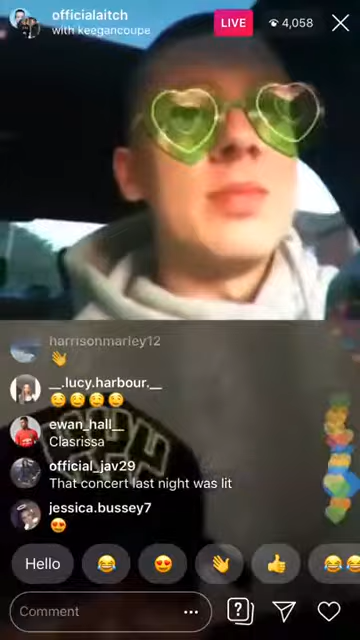 officialaitch
with keegancoupe
LIVE
4,058
harrisonmarley12
👋
__.lucy.harbour.__
😒😒😒😒
ewan_hall__
Clasrissa
official_jav29
That concert last night was lit
jessica.bussey7
😍
Hello 😂 😍 👋 👍 😂😂
Comment